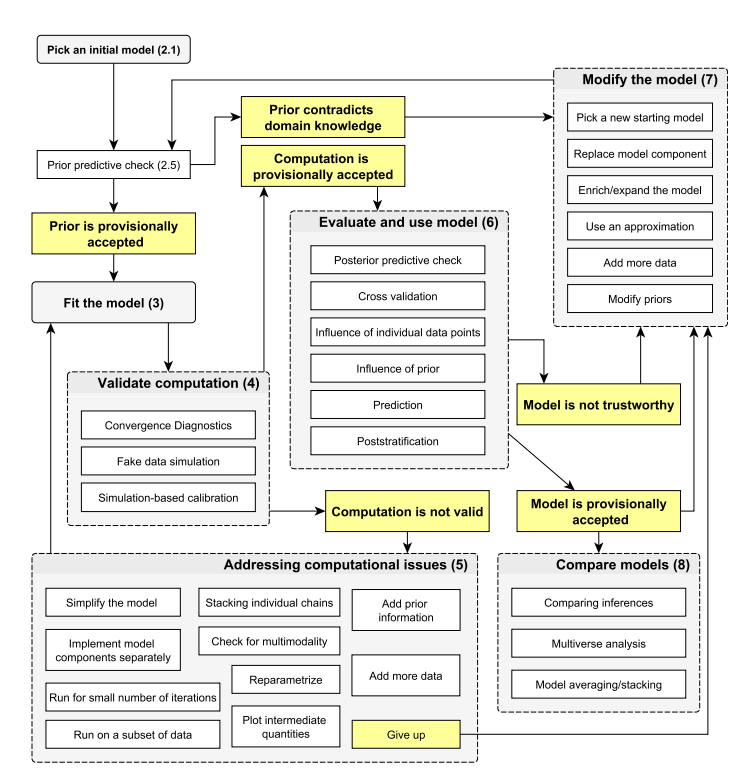 Pick an initial model (2.1)
Prior predictive check (2.5)
Prior contradicts
domain knowledge
Prior is provisionally
accepted
Fit the model (3)
Validate computation (4)
Convergence Diagnostics
Fake data simulation
Simulation-based calibration
Computation is
provisionally accepted
Evaluate and use model (6)
Posterior predictive check
Cross validation
Influence of individual data points
Influence of prior
Prediction
Poststratification
Modify the model (7)
Pick a new starting model
Replace model component
Enrich/expand the model
Use an approximation
Add more data
Modify priors
Model is not trustworthy
Model is provisionally
accepted
Computation is not valid
Addressing computational issues (5)
Simplify the model
Implement model
components separately
Run for small number of iterations
Run on a subset of data
Stacking individual chains
Check for multimodality
Reparametrize
Plot intermediate
quantities
Add prior
information
Add more data
Give up
Compare models (8)
Comparing inferences
Multiverse analysis
Model averaging/stacking